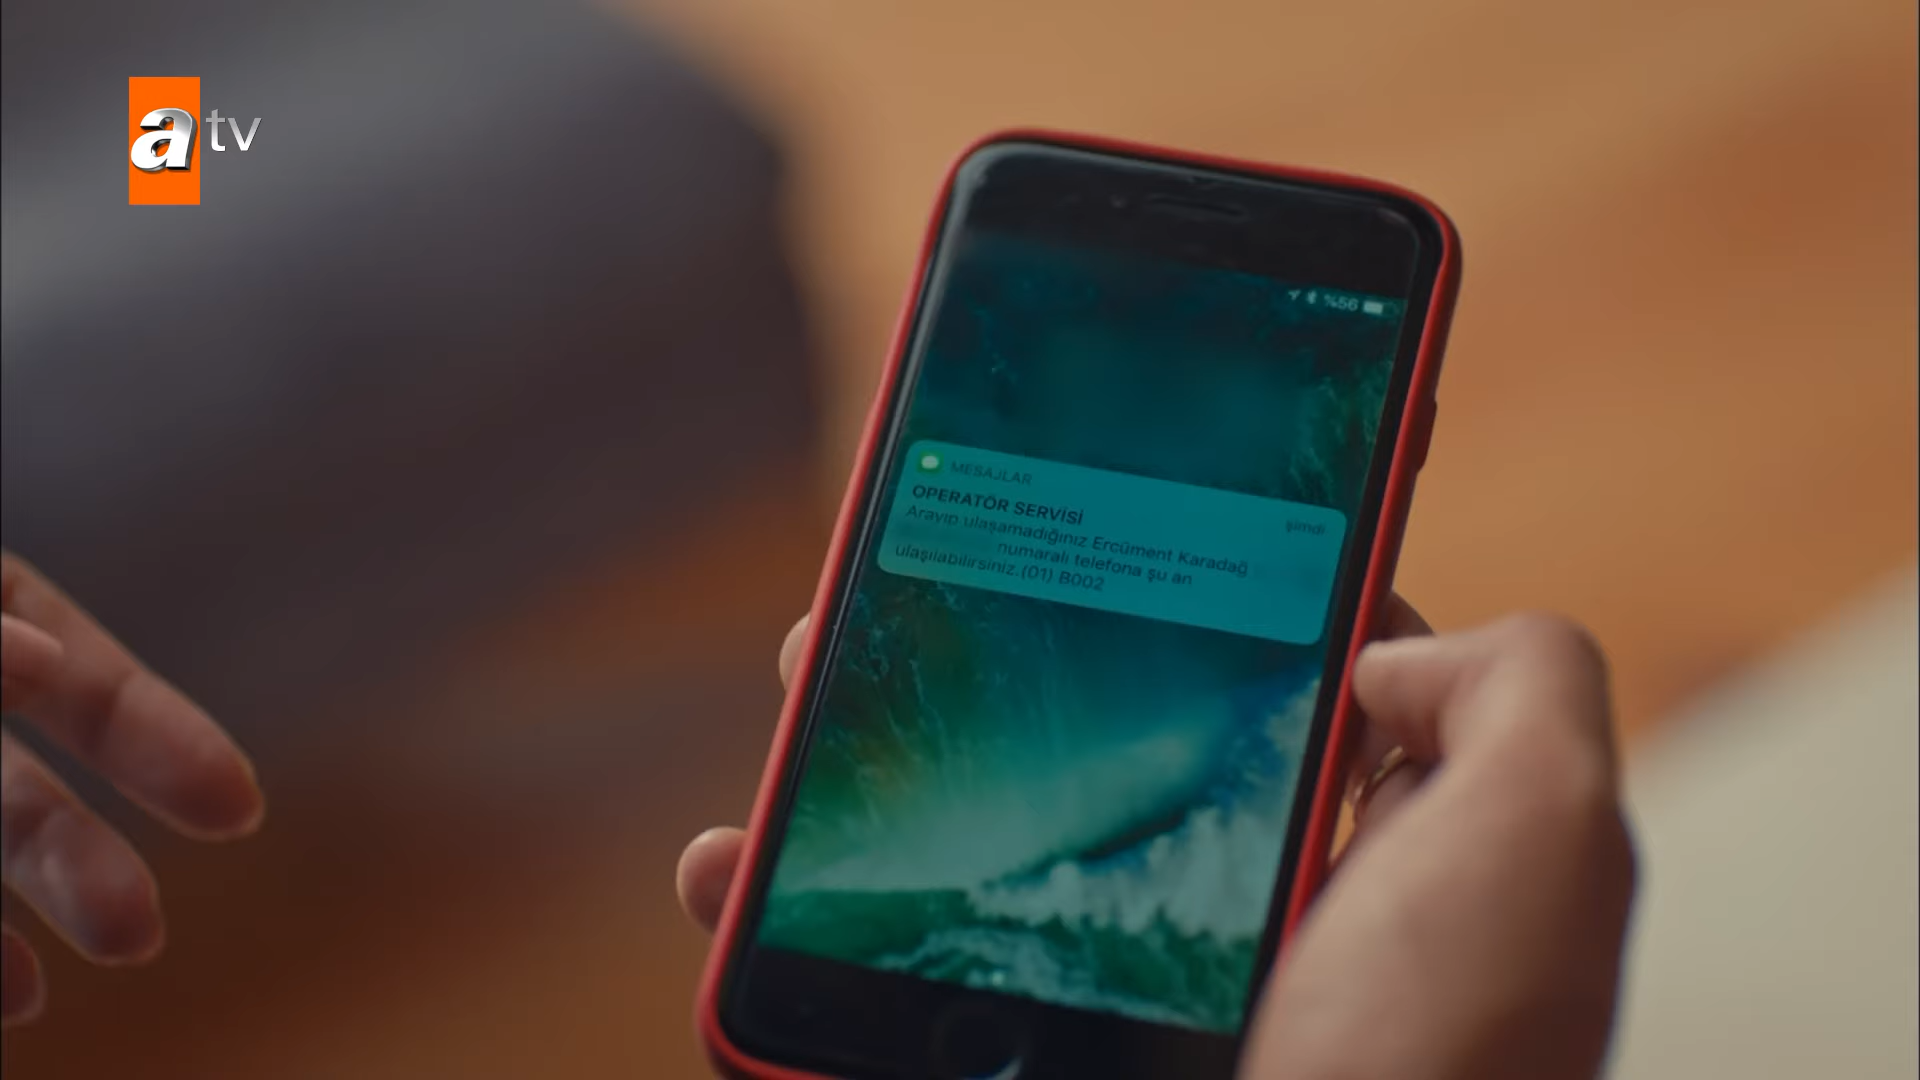 atv
%56
MESAJLAR
şimdi
OPERATÖR SERVİSİ
Arayıp ulaşamadığınız Ercüment Karadağ
numaralı telefona şu an
ulaşılabilirsiniz.(01) B002